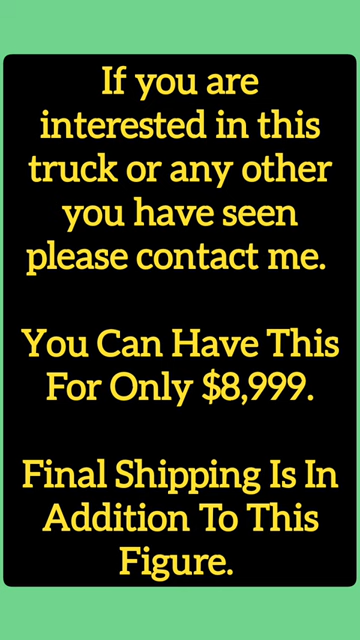 If you are
interested in this
truck or any other
you have seen
please contact me.
You Can Have This
For Only $8,999.
Final Shipping Is In
Addition To This
Figure.